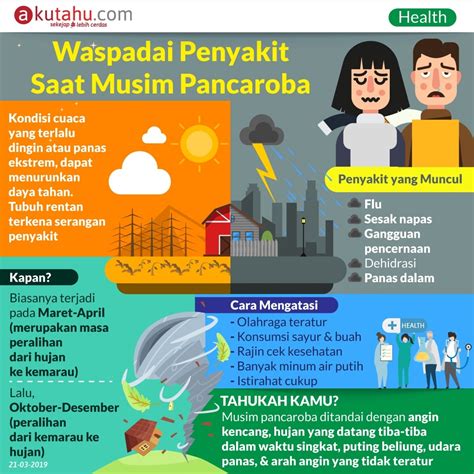 akutahu.com
sekejap lebih cerdas
Health
Waspadai Penyakit
Saat Musim Pancaroba
Kondisi cuaca
yang terlalu
dingin atau panas
ekstrem, dapat
menurunkan
daya tahan.
Tubuh rentan
terkena serangan
penyakit
Penyakit yang Muncul
Flu
Sesak napas
Gangguan
pencernaan
Dehidrasi
Panas dalam
Kapan?
Biasanya terjadi
pada Maret-April
(merupakan masa
peralihan
dari hujan
ke kemarau)
Lalu,
Oktober-Desember
(peralihan
dari kemarau ke
hujan)
21-03-2019
Cara Mengatasi
- Olahraga teratur
- Konsumsi sayur & buah
- Rajin cek kesehatan
- Banyak minum air putih
- Istirahat cukup
HEALTH
TAHUKAH KAMU?
Musim pancaroba ditandai dengan angin
kencang, hujan yang datang tiba-tiba
dalam waktu singkat, puting beliung, udara
panas, & arah angin yang tidak teratur